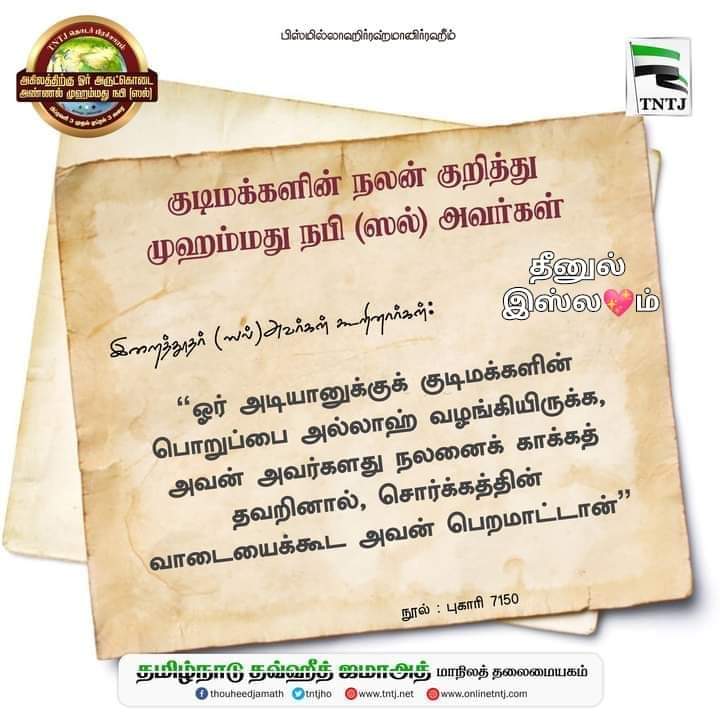 பிஸ்மில்லாஹிர்ரஹ்மானிர்ரஹீம்
TNTJ தொடர் பிரச்சாரம்
அகிலத்திற்கு ஓர் அருட்கொடை
அண்ணல் முஹம்மது நபி (ஸல்)
TNTJ
குடிமக்களின் நலன் குறித்து
முஹம்மது நபி (ஸல்) அவர்கள்
தீனுல்
இஸ்ல💖ம்
இறைத்தூதர் (ஸல்) அவர்கள் கூறினார்கள்:
“ஓர் அடியானுக்குக் குடிமக்களின்
பொறுப்பை அல்லாஹ் வழங்கியிருக்க,
அவன் அவர்களது நலனைக் காக்கத்
தவறினால், சொர்க்கத்தின்
வாடையைக்கூட அவன் பெறமாட்டான்”
நூல் : புகாரி 7150
தமிழ்நாடு தவ்ஹீத் ஜமாஅத் மாநிலத் தலைமையகம்
thouheedjamath tntjho www.tntj.net www.onlinetntj.com